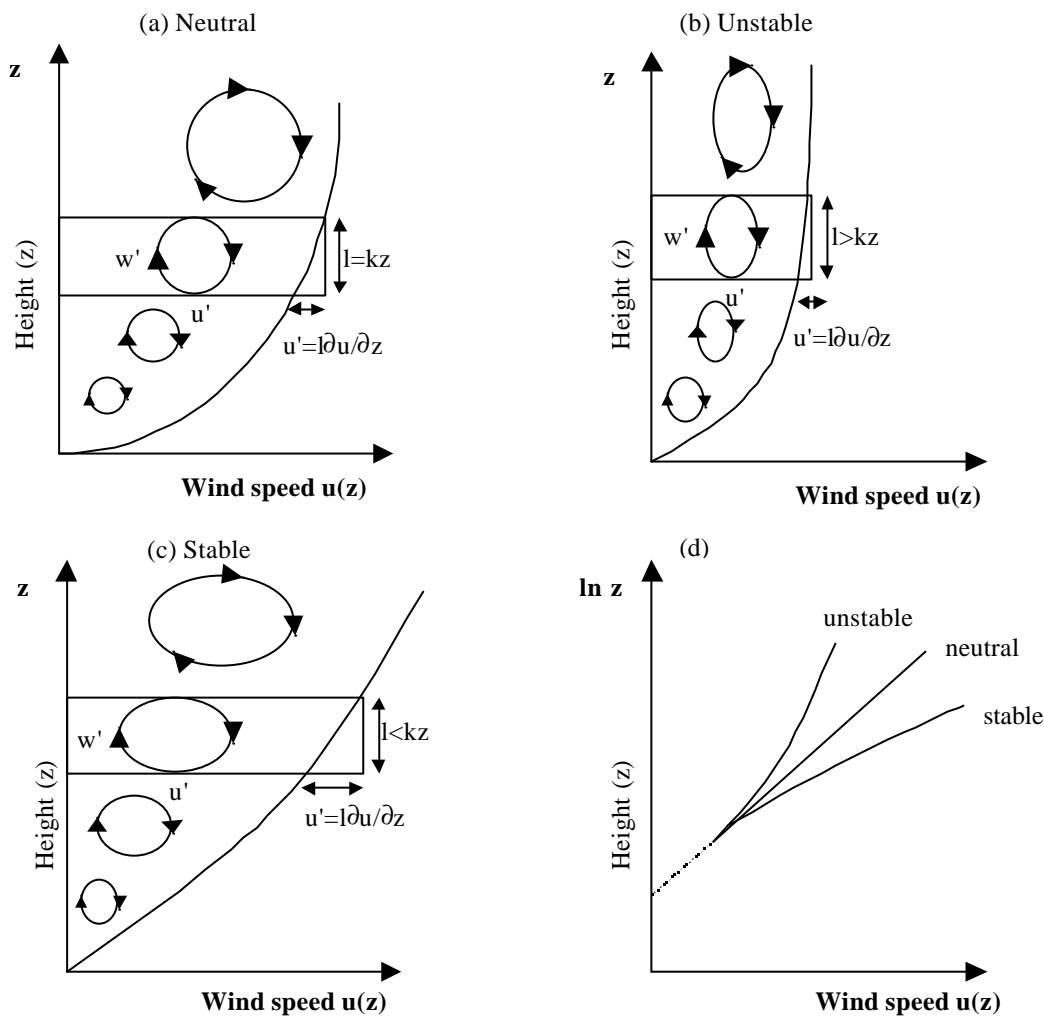 (a) Neutral
z
w'
l=kz
u'
u'=l∂u/∂z
Height (z)
Wind speed u(z)
(b) Unstable
z
w'
l>kz
u'
u'=l∂u/∂z
Height (z)
Wind speed u(z)
(c) Stable
z
w'
l<kz
u'
u'=l∂u/∂z
Height (z)
Wind speed u(z)
(d)
ln z
unstable
neutral
stable
Height (z)
Wind speed u(z)